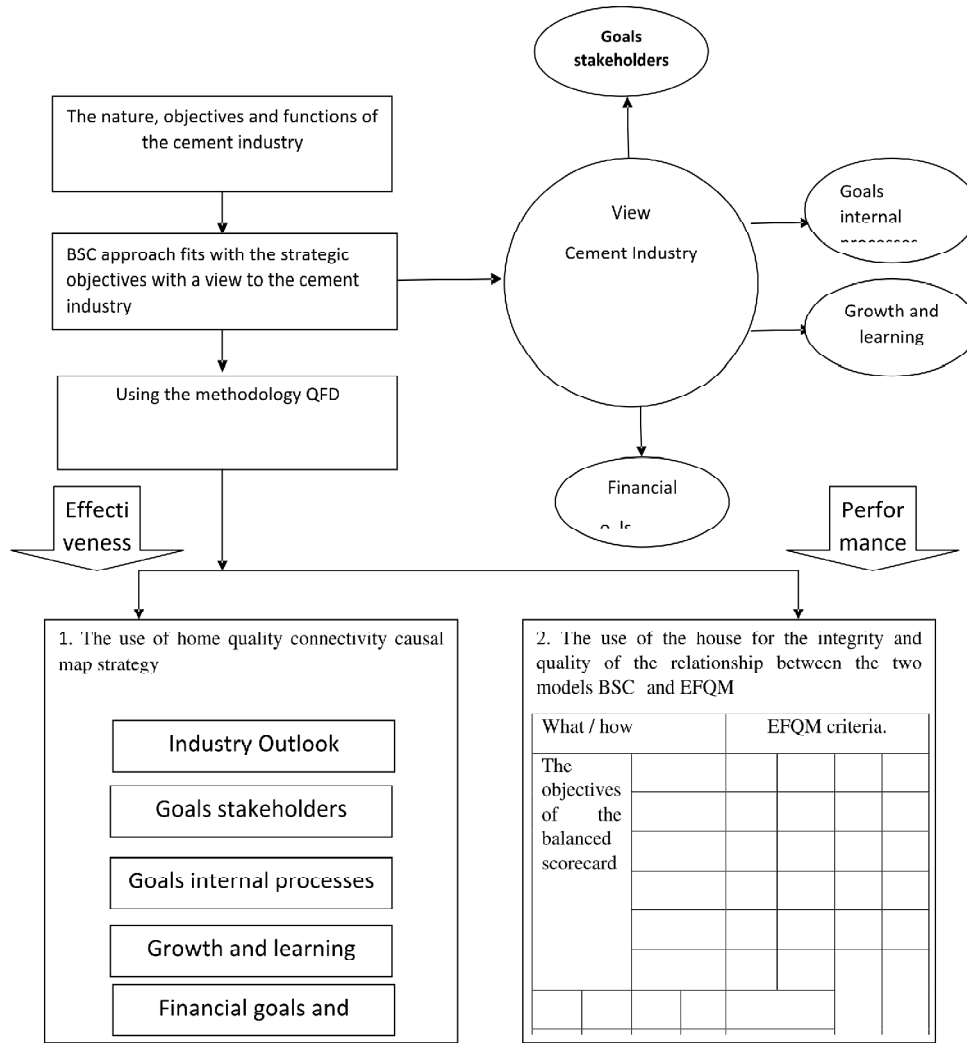 Goals
stakeholders
The nature, objectives and functions of
the cement industry
View
Cement Industry
Goals
internal
processes
BSC approach fits with the strategic
objectives with a view to the cement
industry
Growth and
learning
Using the methodology QFD
Financial
Effecti
veness
Perfor
mance
1. The use of home quality connectivity causal
map strategy
Industry Outlook
Goals stakeholders
Goals internal processes
Growth and learning
Financial goals and
2. The use of the house for the integrity and
quality of the relationship between the two
models BSC and EFQM
What / how
EFQM criteria.
The
objectives
of the
balanced
scorecard